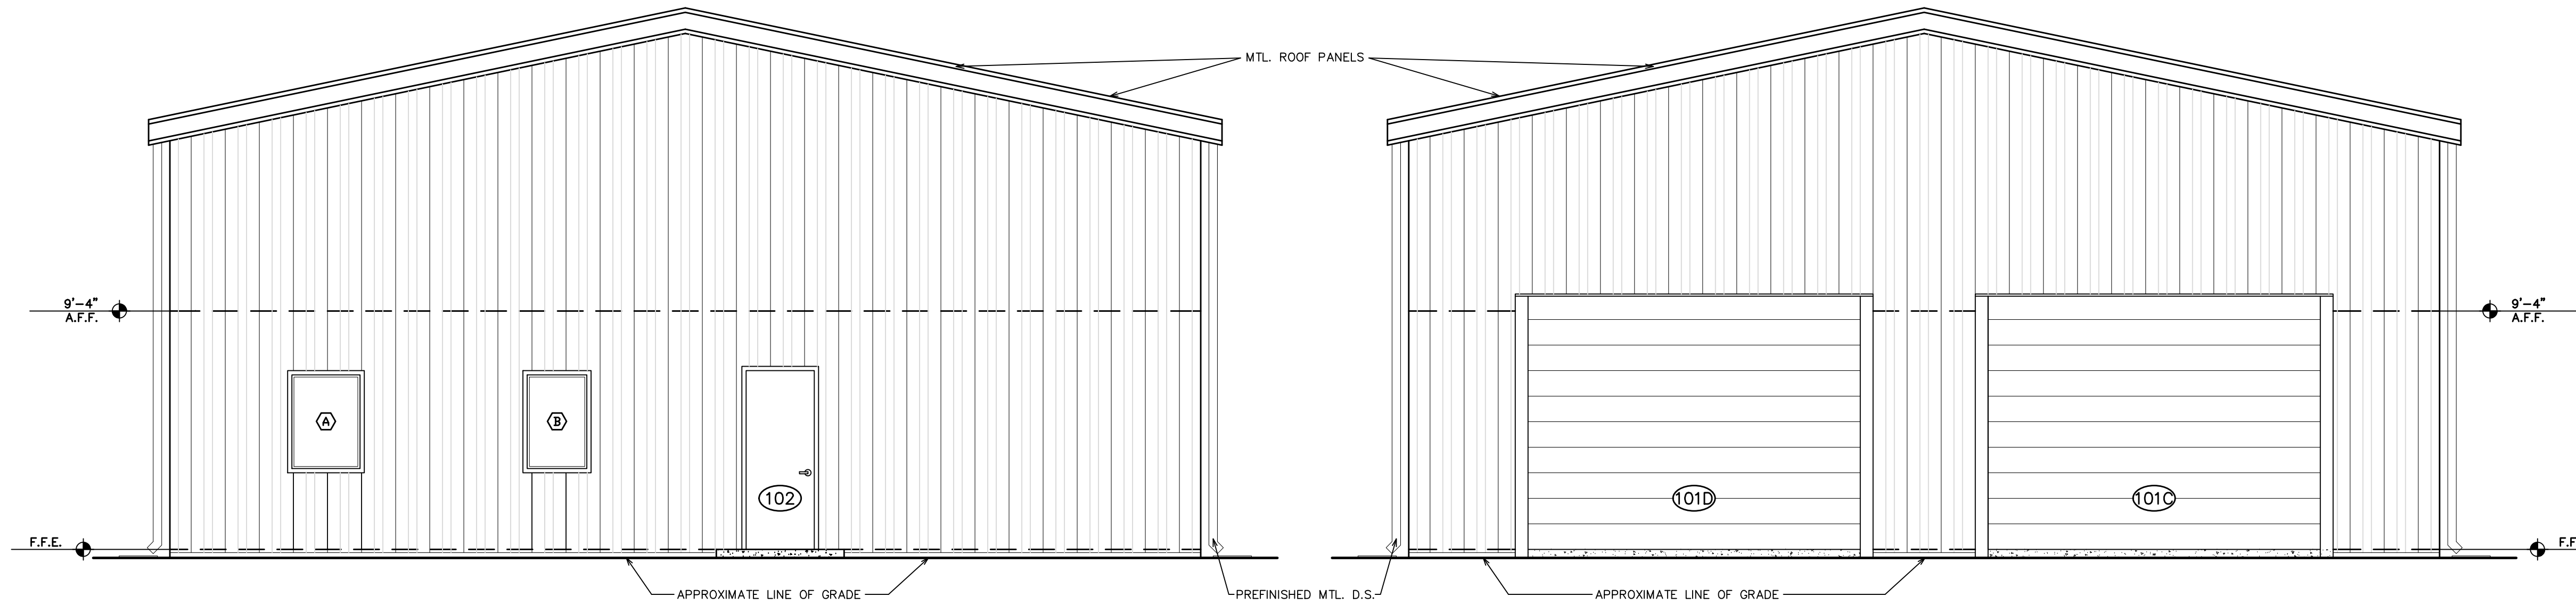 MTL. ROOF PANELS
9'-4"
A.F.F.
9'-4"
A.F.F.
A
B
102
101D
101C
F.F.E.
F.F
APPROXIMATE LINE OF GRADE
PREFINISHED MTL. D.S.
APPROXIMATE LINE OF GRADE